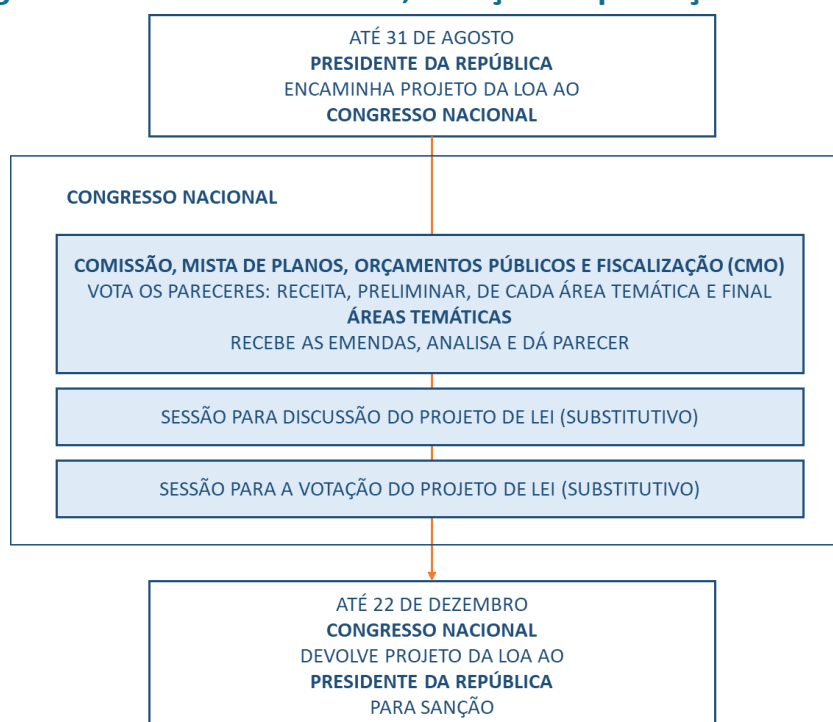 ATÉ 31 DE AGOSTO
PRESIDENTE DA REPÚBLICA
ENCAMINHA PROJETO DA LOA AO
CONGRESSO NACIONAL
CONGRESSO NACIONAL
COMISSÃO, MISTA DE PLANOS, ORÇAMENTOS PÚBLICOS E FISCALIZAÇÃO (CMO)
VOTA OS PARECERES: RECEITA, PRELIMINAR, DE CADA ÁREA TEMÁTICA E FINAL
ÁREAS TEMÁTICAS
RECEBE AS EMENDAS, ANALISA E DÁ PARECER
SESSÃO PARA DISCUSSÃO DO PROJETO DE LEI (SUBSTITUTIVO)
SESSÃO PARA A VOTAÇÃO DO PROJETO DE LEI (SUBSTITUTIVO)
ATÉ 22 DE DEZEMBRO
CONGRESSO NACIONAL
DEVOLVE PROJETO DA LOA AO
PRESIDENTE DA REPÚBLICA
PARA SANÇÃO